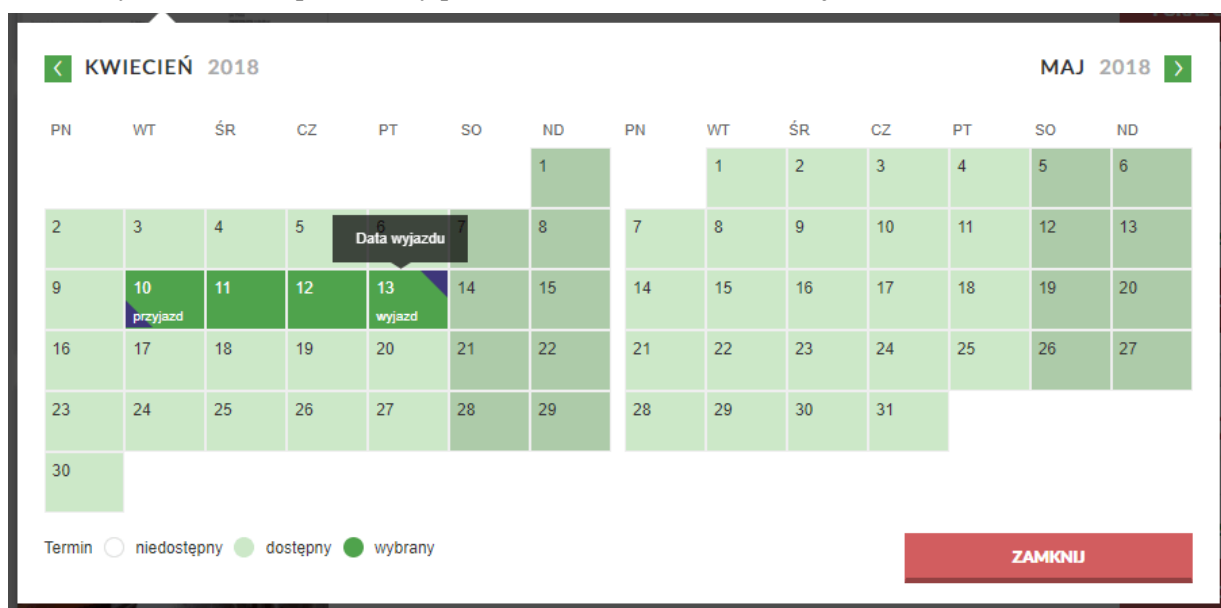 KWIECIEŃ 2018 MAJ 2018
PN WT ŚR CZ PT SO ND PN WT ŚR CZ PT SO ND
1 1 2 3 4 5 6
2 3 4 5 6 7 8 7 8 9 10 11 12 13
Data wyjazdu
9 10 11 12 13 14 15 14 15 16 17 18 19 20
przyjazd wyjazd
16 17 18 19 20 21 22 21 22 23 24 25 26 27
23 24 25 26 27 28 29 28 29 30 31
30
Termin niedostępny dostępny wybrany
ZAMKNIJ